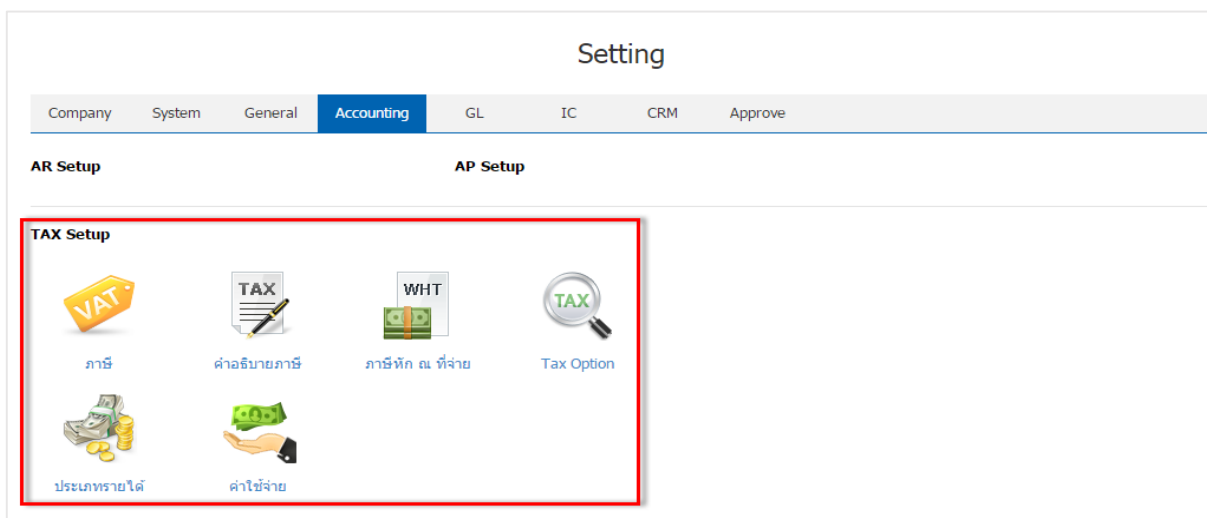 Setting
Company System General Accounting GL IC CRM Approve
AR Setup AP Setup
TAX Setup
VAT TAX WHT TAX
ภาษี คำอธิบายภาษี ภาษีหัก ณ ที่จ่าย Tax Option
ประเภทรายได้ ค่าใช้จ่าย